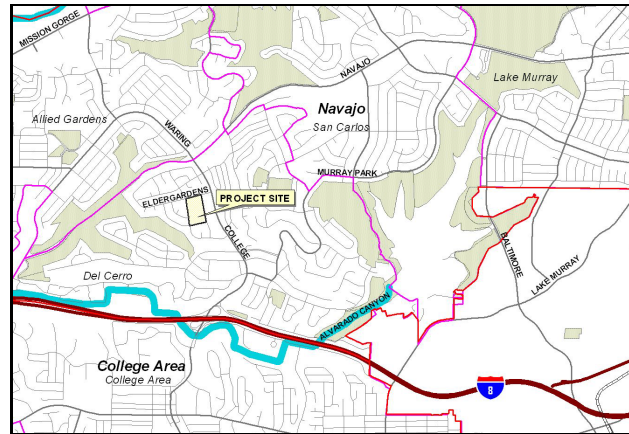 MISSION GORGE
NAVAJO
Lake Murray
Navajo
San Carlos
Allied Gardens
WARING
MURRAY PARK
ELDERGARDENS
PROJECT SITE
COLLEGE
BALTIMORE
Del Cerro
LAKE MURRAY
ALVARADO CANYON
College Area
College Area
8